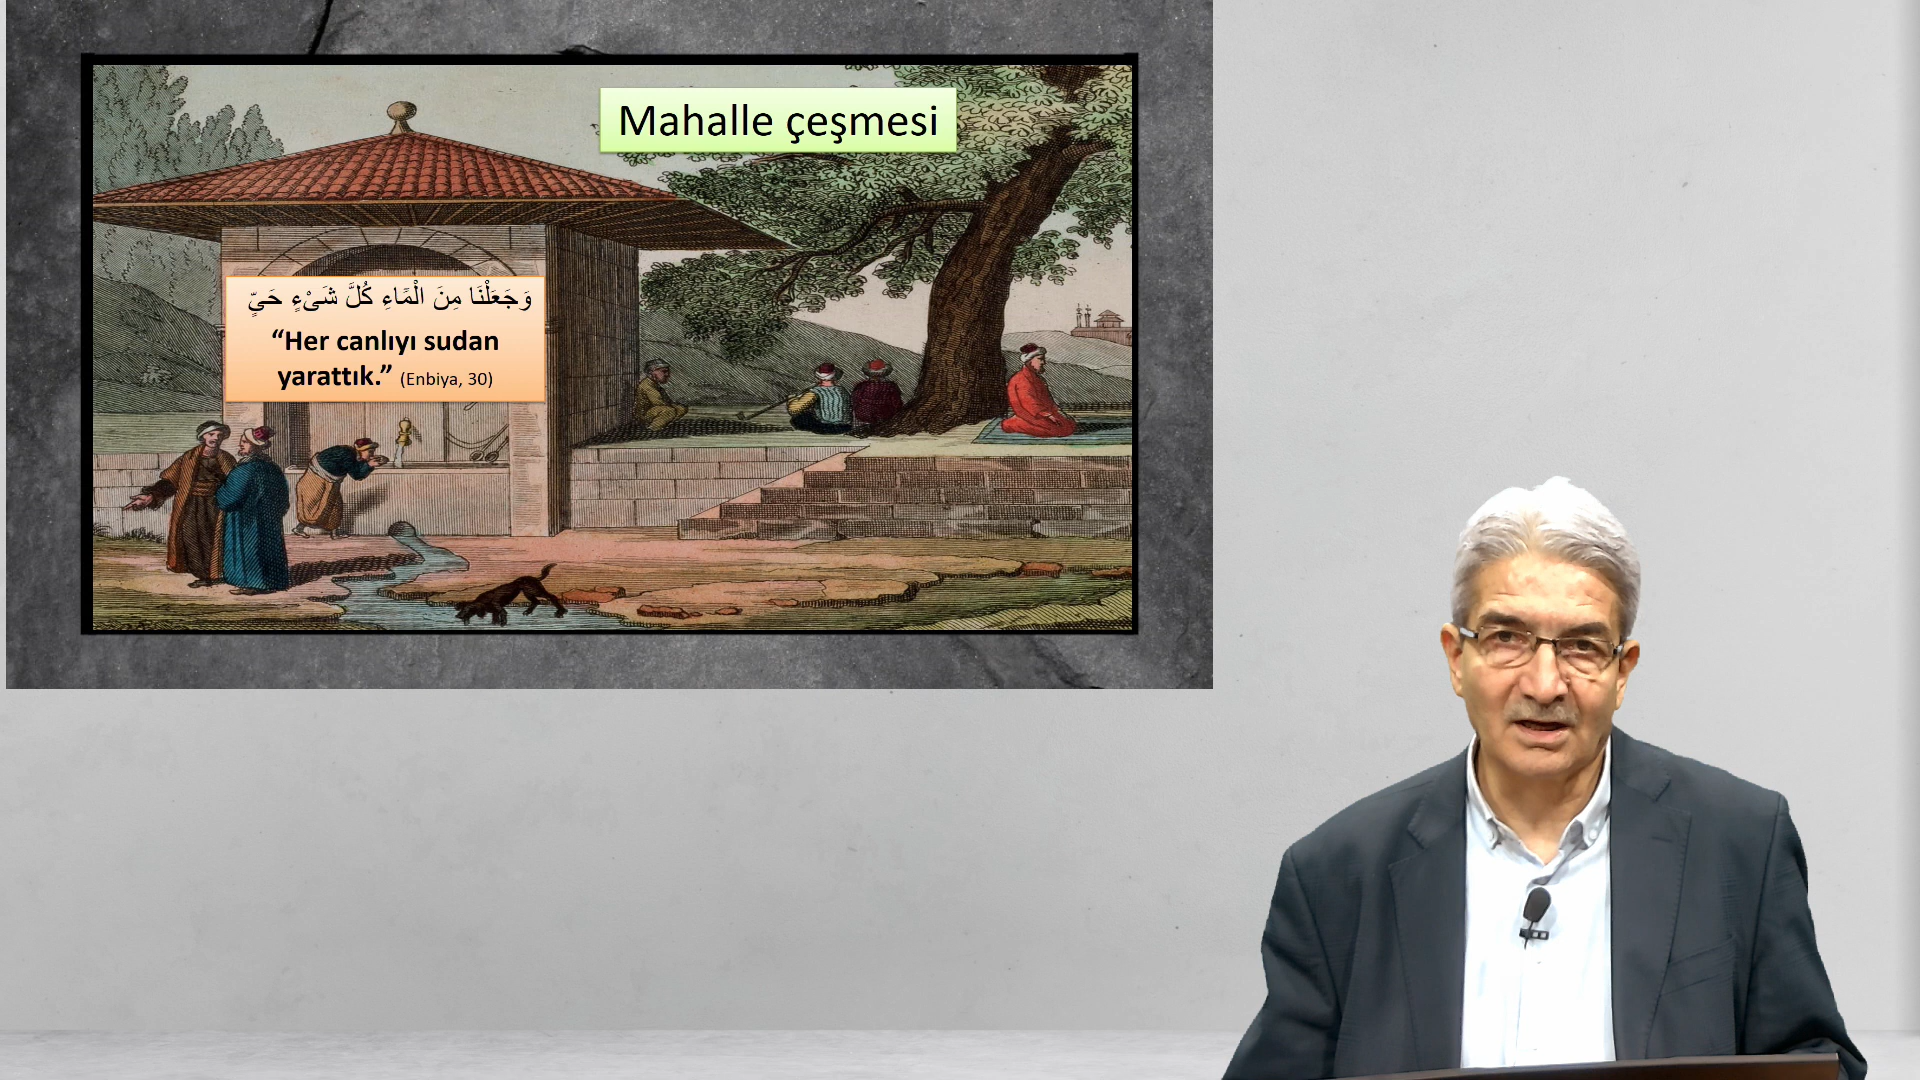 Mahalle çeşmesi
وَجَعَلْنَا مِنَ الْمَٓاءِ كُلَّ شَىْءٍ حَىٍّ
“Her canlıyı sudan
yarattık.” (Enbiya, 30)